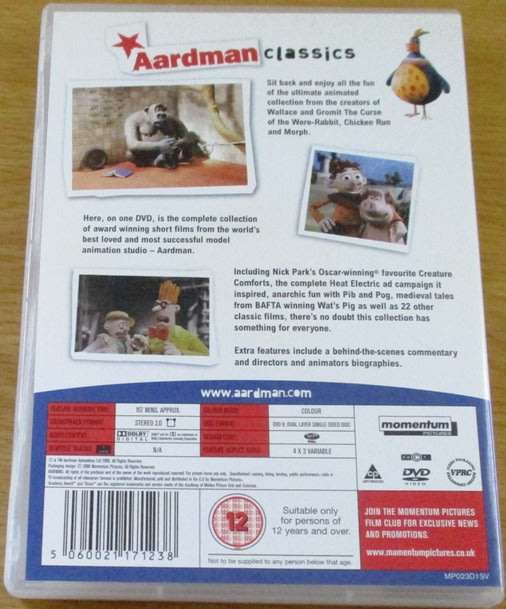 Aardman classics
Sit back and enjoy all the fun
of the ultimate animated
collection from the creators of
Wallace and Gromit The Curse
of the Were-Rabbit, Chicken Run
and Morph.
Here, on one DVD, is the complete collection
of award winning short films from the world's
best loved and most successful model
animation studio – Aardman.
Including Nick Park's Oscar-winning® favourite Creature
Comforts, the complete Heat Electric ad campaign it
inspired, anarchic fun with Pib and Pog, medieval tales
from BAFTA winning Wat's Pig as well as 22 other
classic films, there's no doubt this collection has
something for everyone.
Extra features include a behind-the-scenes commentary
and directors and animators biographies.
www.aardman.com
COLOUR
STEREO 2.0
DOLBY
DIGITAL
N/A
4 X 3 VARIABLE
momentum
PICTURES
DVD
VIDEO
VPRC
12
Suitable only
for persons of
12 years and over.
Not to be supplied to any person below that age.
JOIN THE MOMENTUM PICTURES
FILM CLUB FOR EXCLUSIVE NEWS
AND PROMOTIONS.
www.momentumpictures.co.uk
5 060021 171238
MP023D1SV